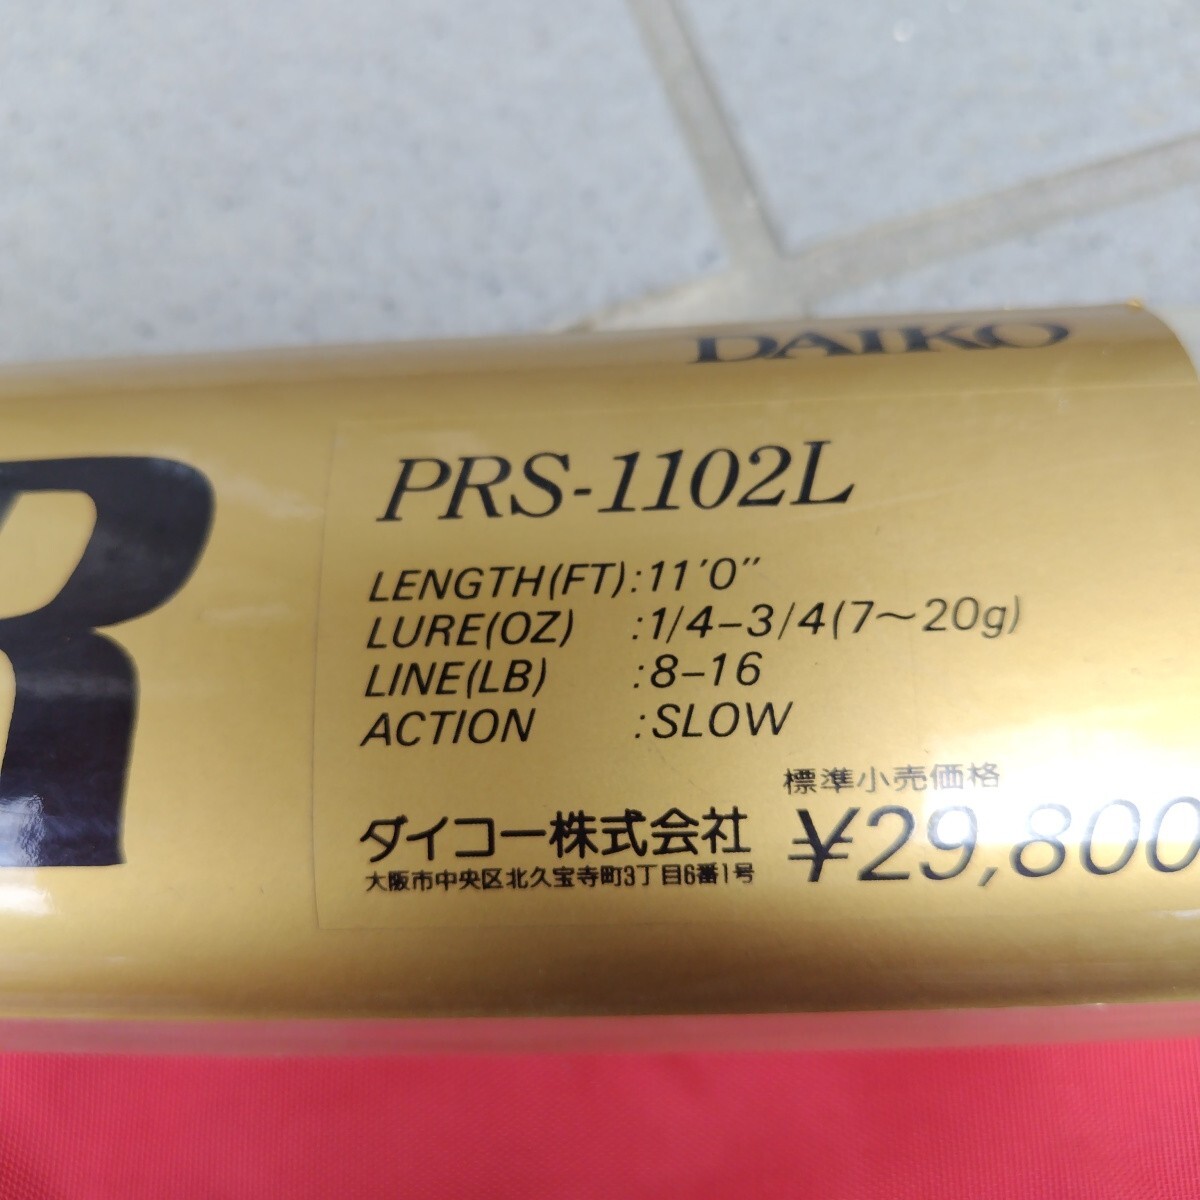 DAIKO
R
PRS-1102L
LENGTH(FT):11'0"
LURE(OZ) :1/4-3/4(7〜20g)
LINE(LB) :8-16
ACTION :SLOW
標準小売価格
¥29,800
ダイコー株式会社
大阪市中央区北久宝寺町3丁目6番1号